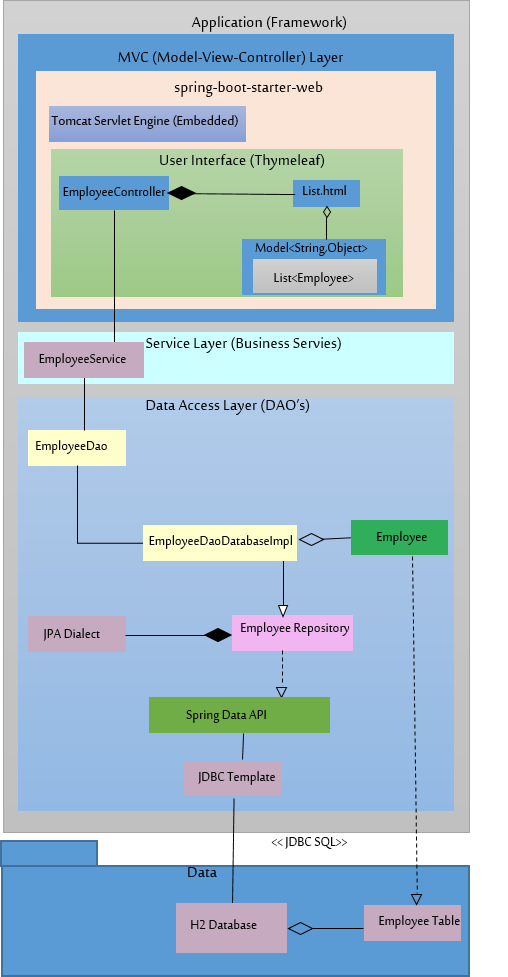 Application (Framework)
MVC (Model-View-Controller) Layer
spring-boot-starter-web
Tomcat Servlet Engine (Embedded)
User Interface (Thymeleaf)
EmployeeController
List.html
Model<String.Object>
List<Employee>
Service Layer (Business Servies)
EmployeeService
Data Access Layer (DAO's)
EmployeeDao
EmployeeDaoDatabaseImpl
Employee
JPA Dialect
Employee Repository
Spring Data API
JDBC Template
<< JDBC SQL>>
Data
H2 Database
Employee Table